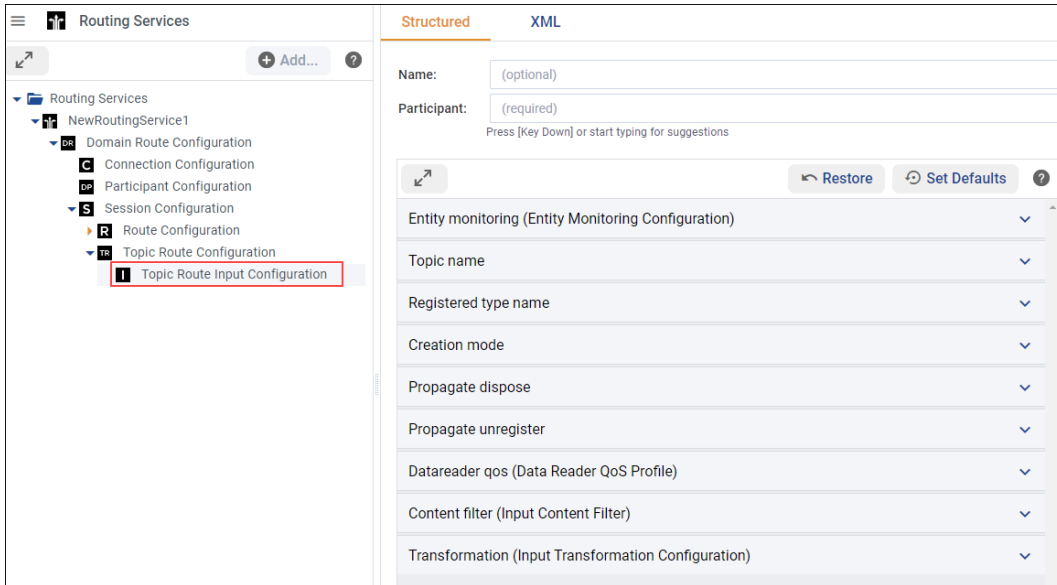 Routing Services
Add...
?
Routing Services
NewRoutingService1
DR Domain Route Configuration
C Connection Configuration
DP Participant Configuration
S Session Configuration
R Route Configuration
TR Topic Route Configuration
I Topic Route Input Configuration
Structured XML
Name: (optional)
Participant: (required)
Press [Key Down] or start typing for suggestions
Restore Set Defaults ?
Entity monitoring (Entity Monitoring Configuration)
Topic name
Registered type name
Creation mode
Propagate dispose
Propagate unregister
Datareader qos (Data Reader QoS Profile)
Content filter (Input Content Filter)
Transformation (Input Transformation Configuration)